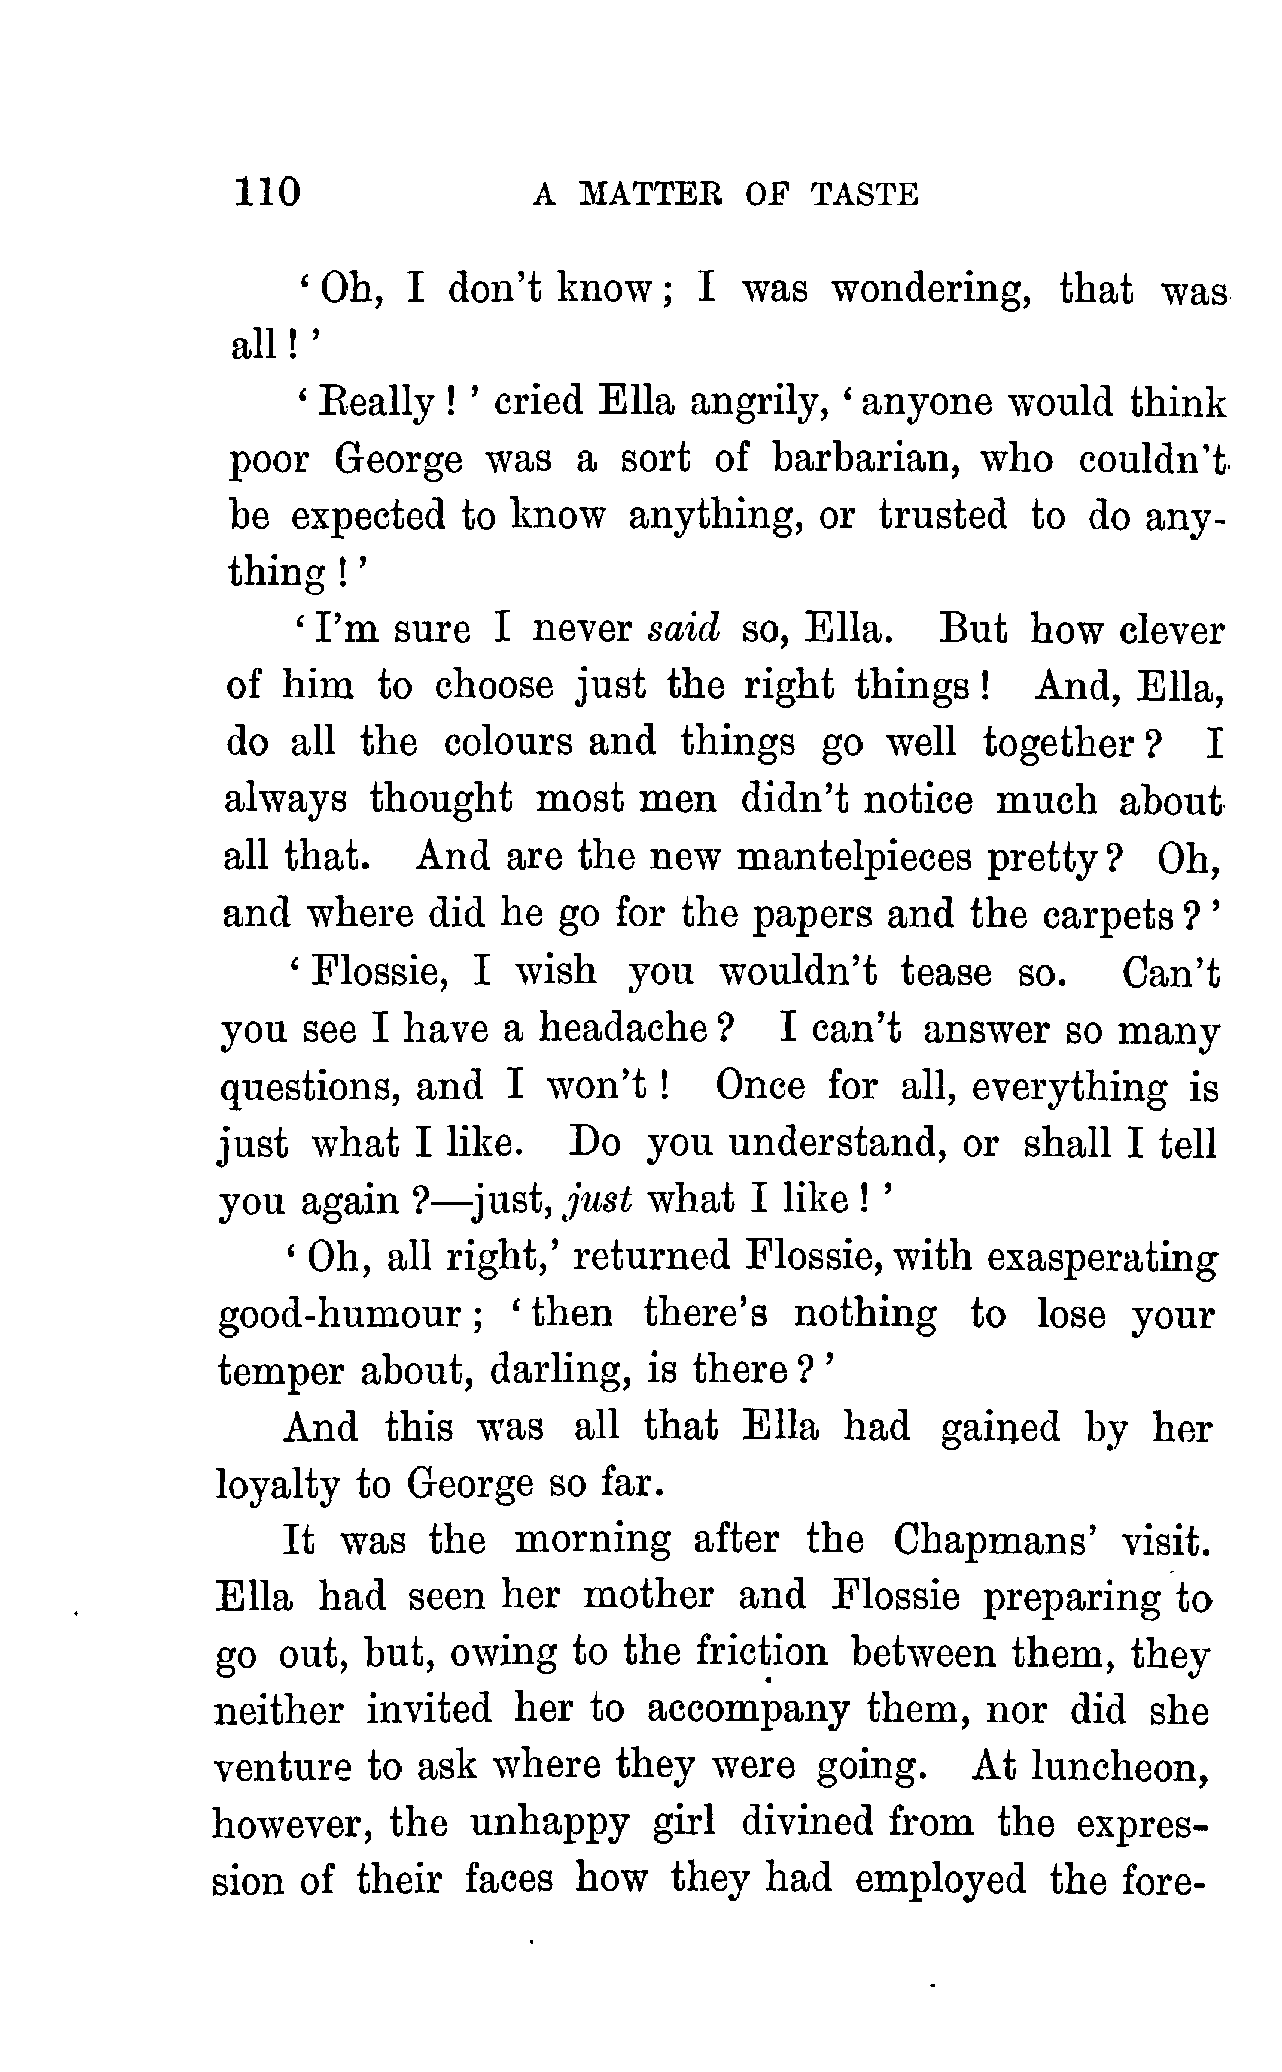 110 A MATTER OF TASTE
‘ Oh, I don’t know ; I was wondering, that was
all ! ’
‘ Really ! ’ cried Ella angrily, ‘ anyone would think
poor George was a sort of barbarian, who couldn’t
be expected to know anything, or trusted to do any-
thing ! ’
‘ I’m sure I never said so, Ella. But how clever
of him to choose just the right things ! And, Ella,
do all the colours and things go well together ? I
always thought most men didn’t notice much about
all that. And are the new mantelpieces pretty ? Oh,
and where did he go for the papers and the carpets ? ’
‘ Flossie, I wish you wouldn’t tease so. Can’t
you see I have a headache ? I can’t answer so many
questions, and I won’t ! Once for all, everything is
just what I like. Do you understand, or shall I tell
you again ?—just, just what I like ! ’
‘ Oh, all right,’ returned Flossie, with exasperating
good-humour ; ‘ then there’s nothing to lose your
temper about, darling, is there ? ’
And this was all that Ella had gained by her
loyalty to George so far.
It was the morning after the Chapmans’ visit.
Ella had seen her mother and Flossie preparing to
go out, but, owing to the friction between them, they
neither invited her to accompany them, nor did she
venture to ask where they were going. At luncheon,
however, the unhappy girl divined from the expres-
sion of their faces how they had employed the fore-